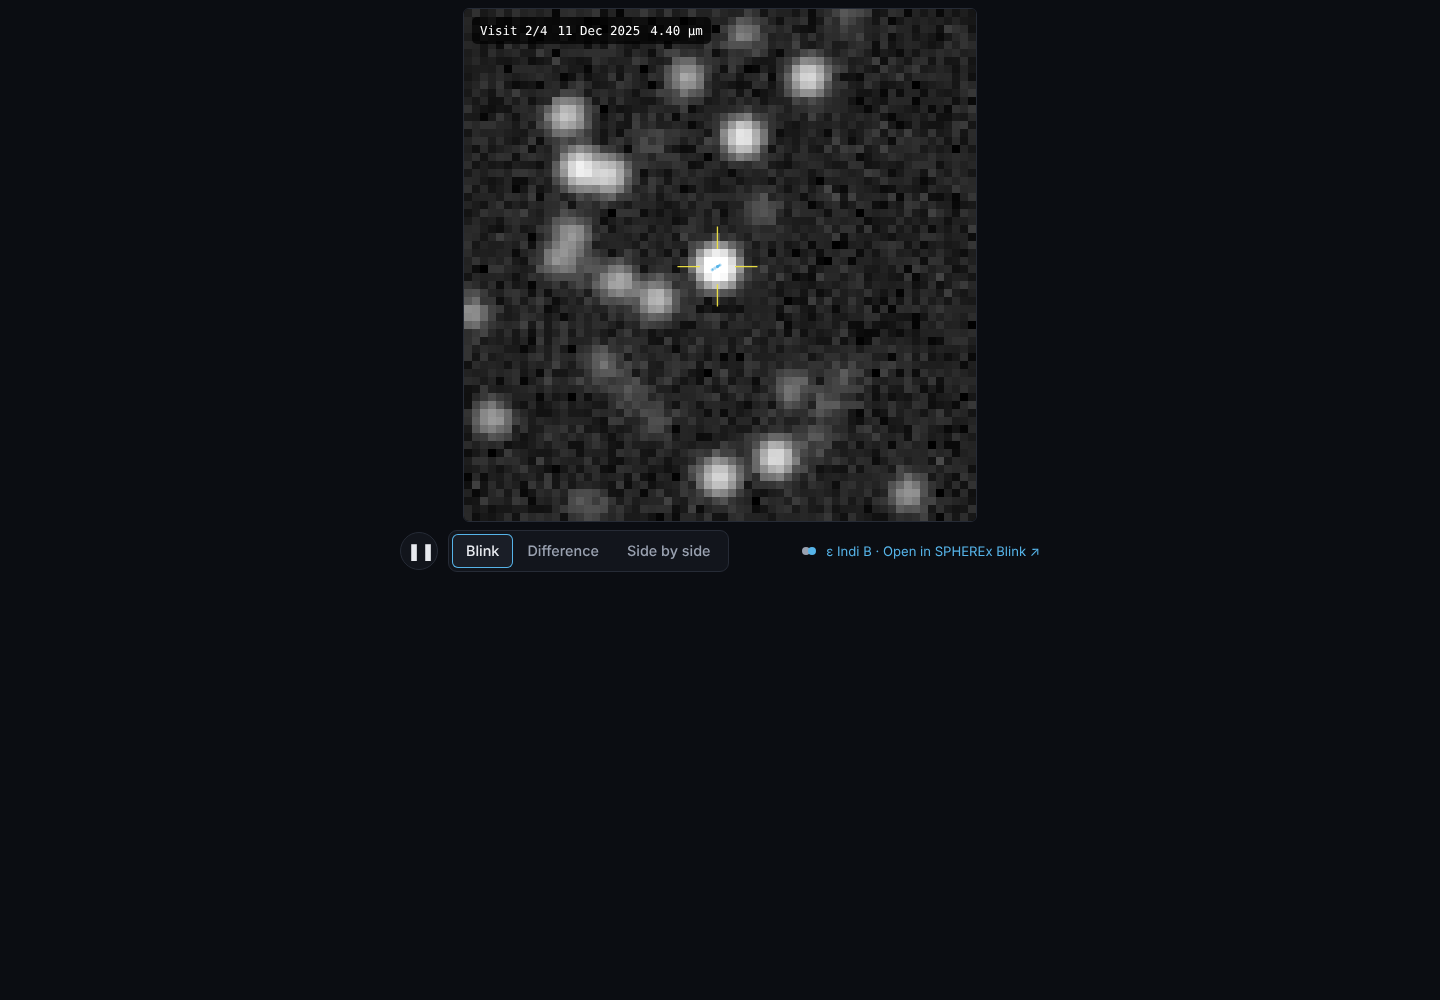 Visit 2/4 11 Dec 2025 4.40 µm
Blink Difference Side by side ε Indi B · Open in SPHEREx Blink ↗